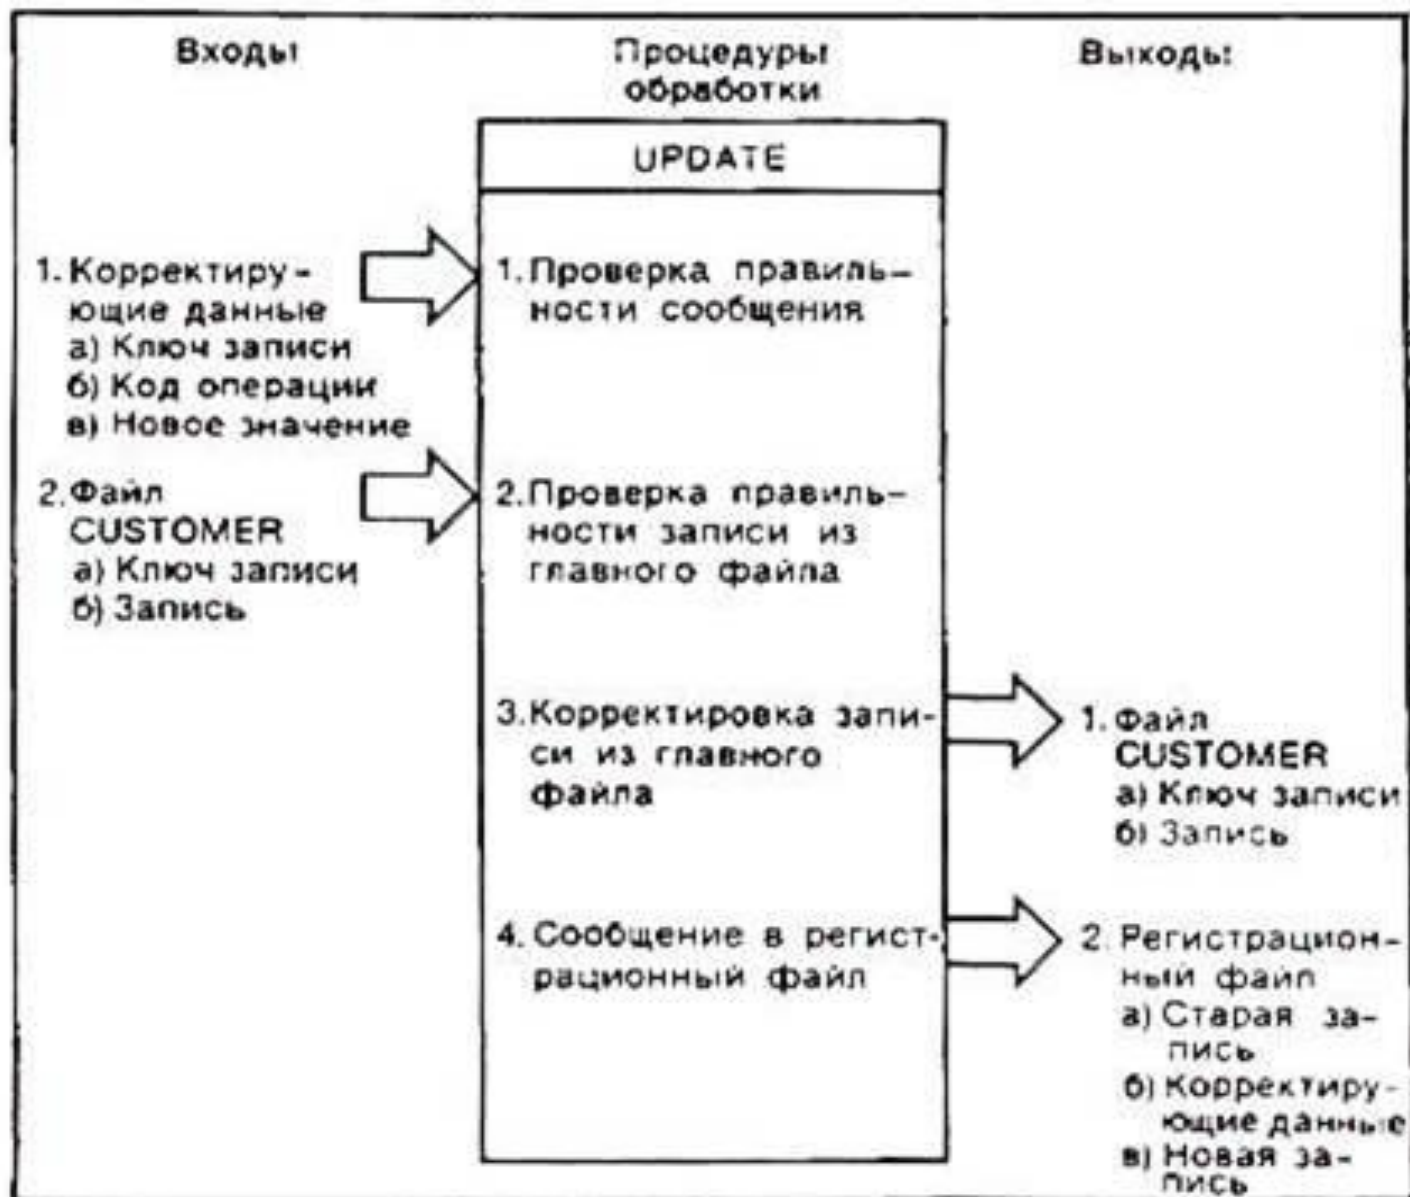 Входы
Процедуры
обработки
Выходы
UPDATE
1. Корректиру-
ющие данные
а) Ключ записи
б) Код операции
в) Новое значение
2. Файл
CUSTOMER
а) Ключ записи
б) Запись
1. Проверка правиль-
ности сообщения
2. Проверка правиль-
ности записи из
главного файла
3. Корректировка запи-
си из главного
файла
4. Сообщение в регист-
рационный файл
1. Файл
CUSTOMER
а) Ключ записи
б) Запись
2. Регистрацион-
ный файл
а) Старая за-
пись
б) Корректиру-
ющие данные
в) Новая за-
пись